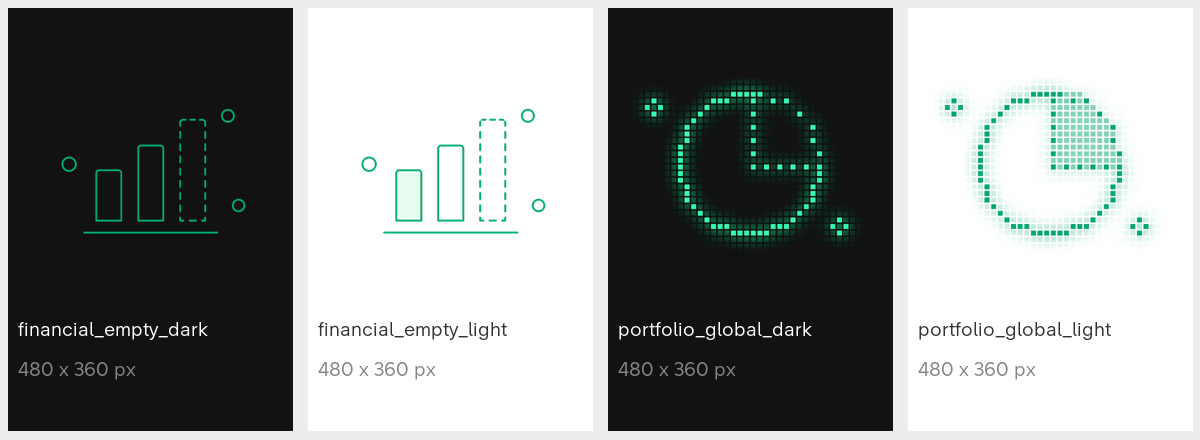 financial_empty_dark
480 x 360 px
financial_empty_light
480 x 360 px
portfolio_global_dark
480 x 360 px
portfolio_global_light
480 x 360 px